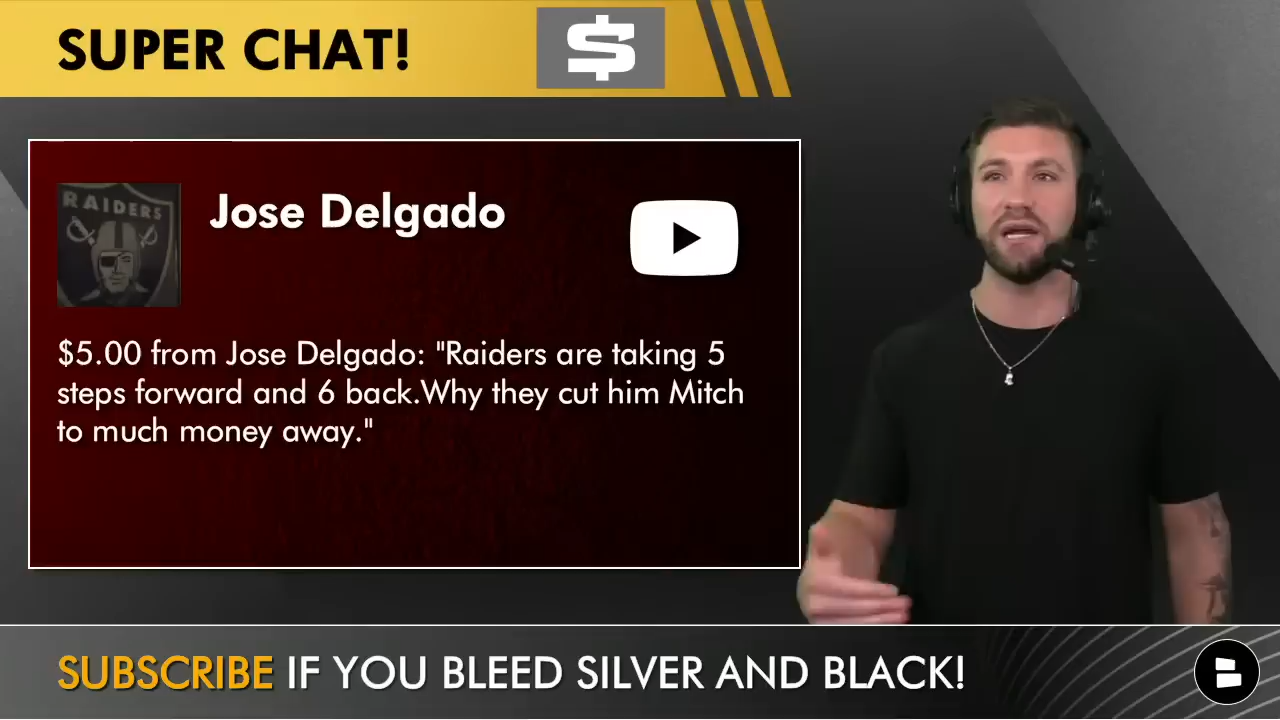 SUPER CHAT!
RAIDERS
Jose Delgado
$5.00 from Jose Delgado: "Raiders are taking 5
steps forward and 6 back.Why they cut him Mitch
to much money away."
SUBSCRIBE IF YOU BLEED SILVER AND BLACK!